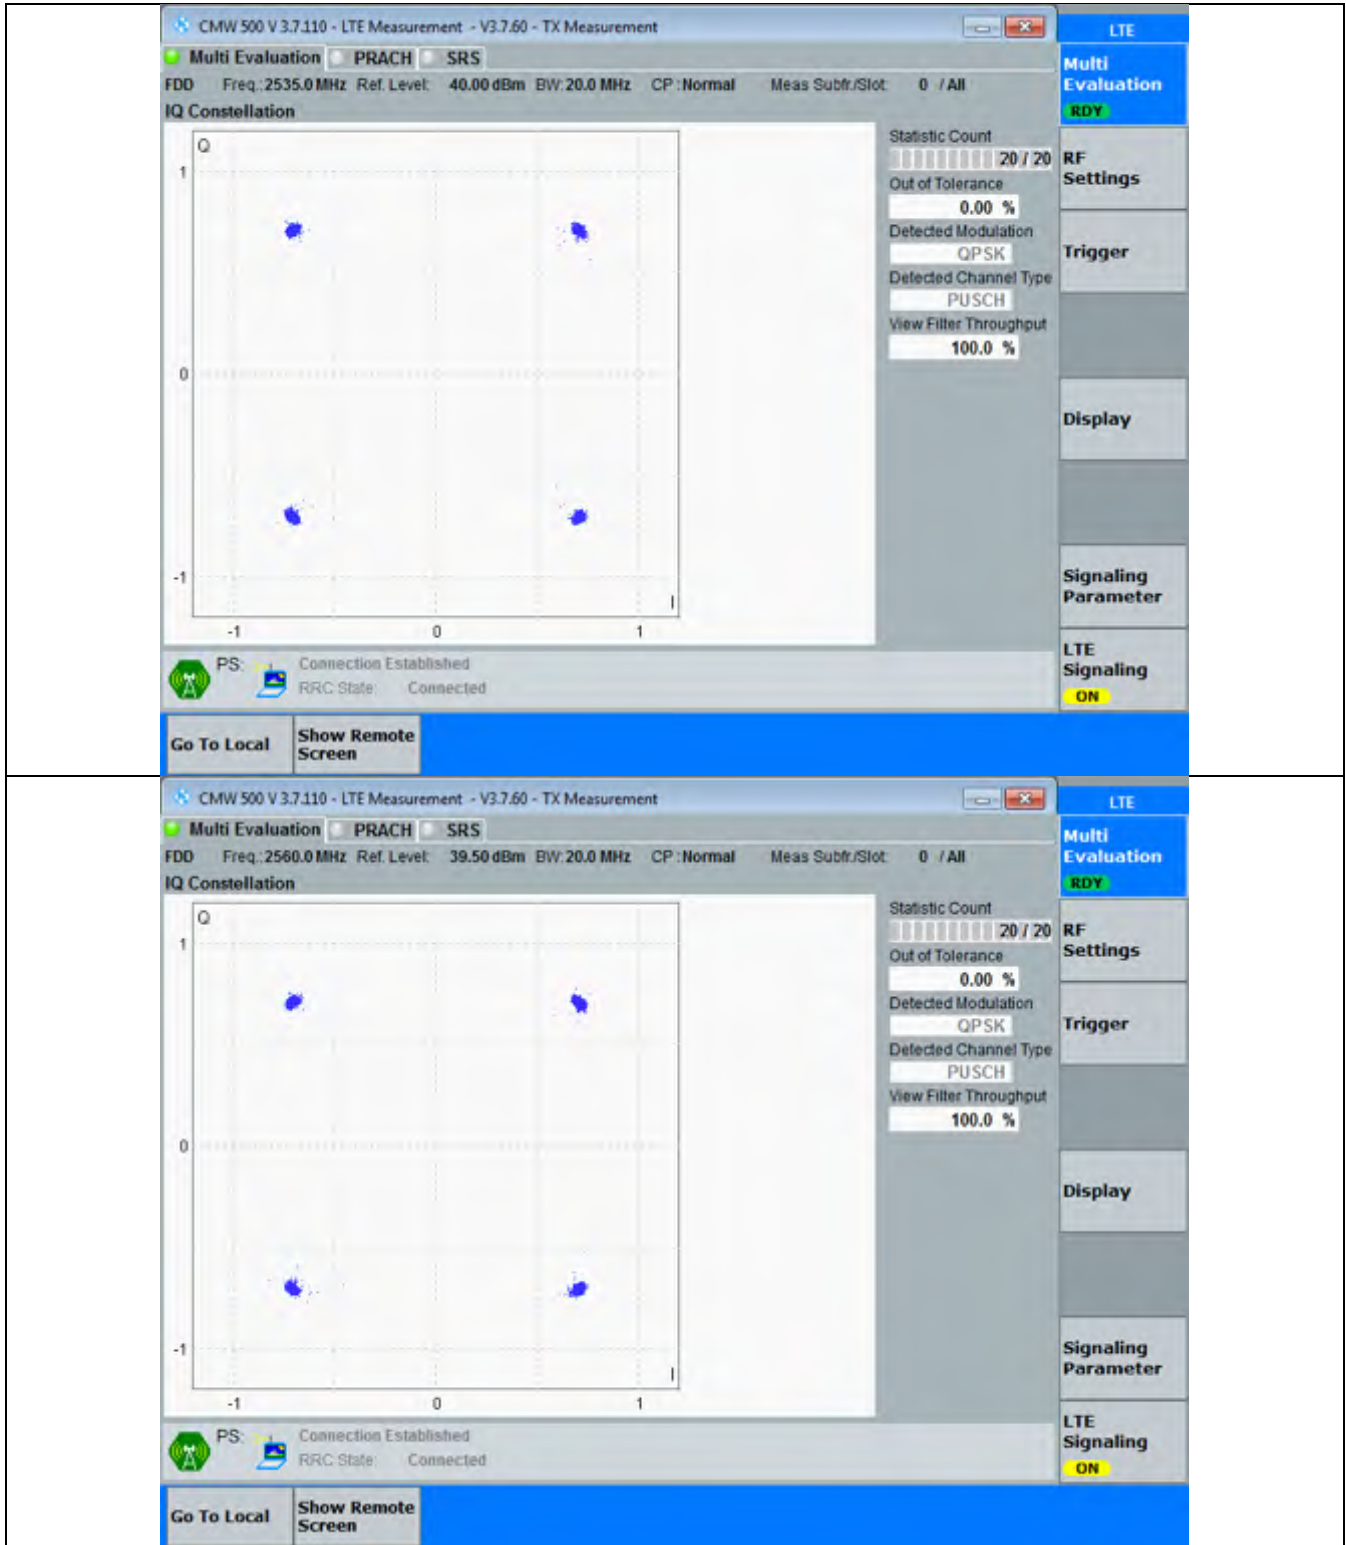 CMW 500 V 3.7.110 - LTE Measurement - V3.7.60 - TX Measurement
LTE
Multi Evaluation PRACH SRS
FDD Freq.:2535.0 MHz Ref. Level: 40.00 dBm BW:20.0 MHz CP :Normal Meas Subfr./Slot: 0 / All
IQ Constellation
Q
1
0
-1
-1 0 1
I
Statistic Count
20 / 20
Out of Tolerance
0.00 %
Detected Modulation
QPSK
Detected Channel Type
PUSCH
View Filter Throughput
100.0 %
Multi
Evaluation
RDY
RF
Settings
Trigger
Display
Signaling
Parameter
LTE
Signaling
ON
PS: Connection Established
RRC State: Connected
Go To Local
Show Remote
Screen
CMW 500 V 3.7.110 - LTE Measurement - V3.7.60 - TX Measurement
LTE
Multi Evaluation PRACH SRS
FDD Freq.:2560.0 MHz Ref. Level: 39.50 dBm BW:20.0 MHz CP :Normal Meas Subfr./Slot: 0 / All
IQ Constellation
Q
1
0
-1
-1 0 1
I
Statistic Count
20 / 20
Out of Tolerance
0.00 %
Detected Modulation
QPSK
Detected Channel Type
PUSCH
View Filter Throughput
100.0 %
Multi
Evaluation
RDY
RF
Settings
Trigger
Display
Signaling
Parameter
LTE
Signaling
ON
PS: Connection Established
RRC State: Connected
Go To Local
Show Remote
Screen